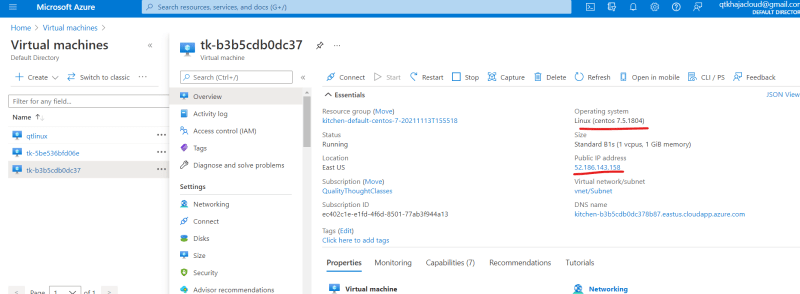 Microsoft Azure
Search resources, services, and docs (G+/)
qtkhajacloud@gmail.com
DEFAULT DIRECTOR
Home > Virtual machines >
Virtual machines
Default Directory
Create
Switch to classic
Filter for any field...
Name ↑
qtlinux
tk-5be536bfd06e
tk-b3b5cdb0dc37
Page 1 of 1
tk-b3b5cdb0dc37
Virtual machine
Search (Ctrl+/)
Overview
Activity log
Access control (IAM)
Tags
Diagnose and solve problems
Settings
Networking
Connect
Disks
Size
Security
Advisor recommendations
Connect
Start
Restart
Stop
Capture
Delete
Refresh
Open in mobile
CLI / PS
Feedback
Essentials
JSON View
Resource group (Move)
kitchen-default-centos-7-20211113T155518
Status
Running
Location
East US
Subscription (Move)
QualityThoughtClasses
Subscription ID
ec402c1e-e1fd-4f6d-8501-77ab3f944a13
Tags (Edit)
Click here to add tags
Operating system
Linux (centos 7.5.1804)
Size
Standard B1s (1 vcpus, 1 GiB memory)
Public IP address
52.186.143.158
Virtual network/subnet
vnet/Subnet
DNS name
kitchen-b3b5cdb0dc378b87.eastus.cloudapp.azure.com
Properties
Monitoring
Capabilities (7)
Recommendations
Tutorials
Virtual machine
Networking